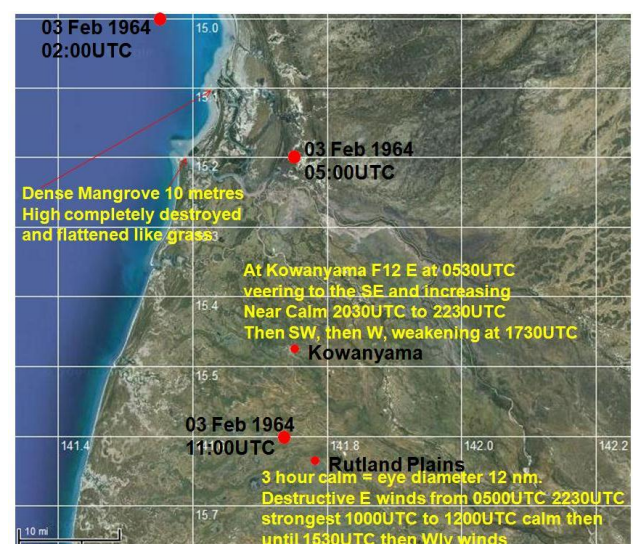 03 Feb 1964
02:00UTC
15.0
15.1
03 Feb 1964
05:00UTC
15.2
Dense Mangrove 10 metres
High completely destroyed
and flattened like grass.
At Kowanyama F12 E at 0530UTC
veering to the SE and increasing
Near Calm 2030UTC to 2230UTC
Then SW, then W, weakening at 1730UTC
15.4
Kowanyama
15.5
03 Feb 1964
11:00UTC
141.4
141.8
142.0
142.2
Rutland Plains
3 hour calm = eye diameter 12 nm.
Destructive E winds from 0500UTC 2230UTC
15.7
strongest 1000UTC to 1200UTC calm then
until 1530UTC then Wly winds
10 mi